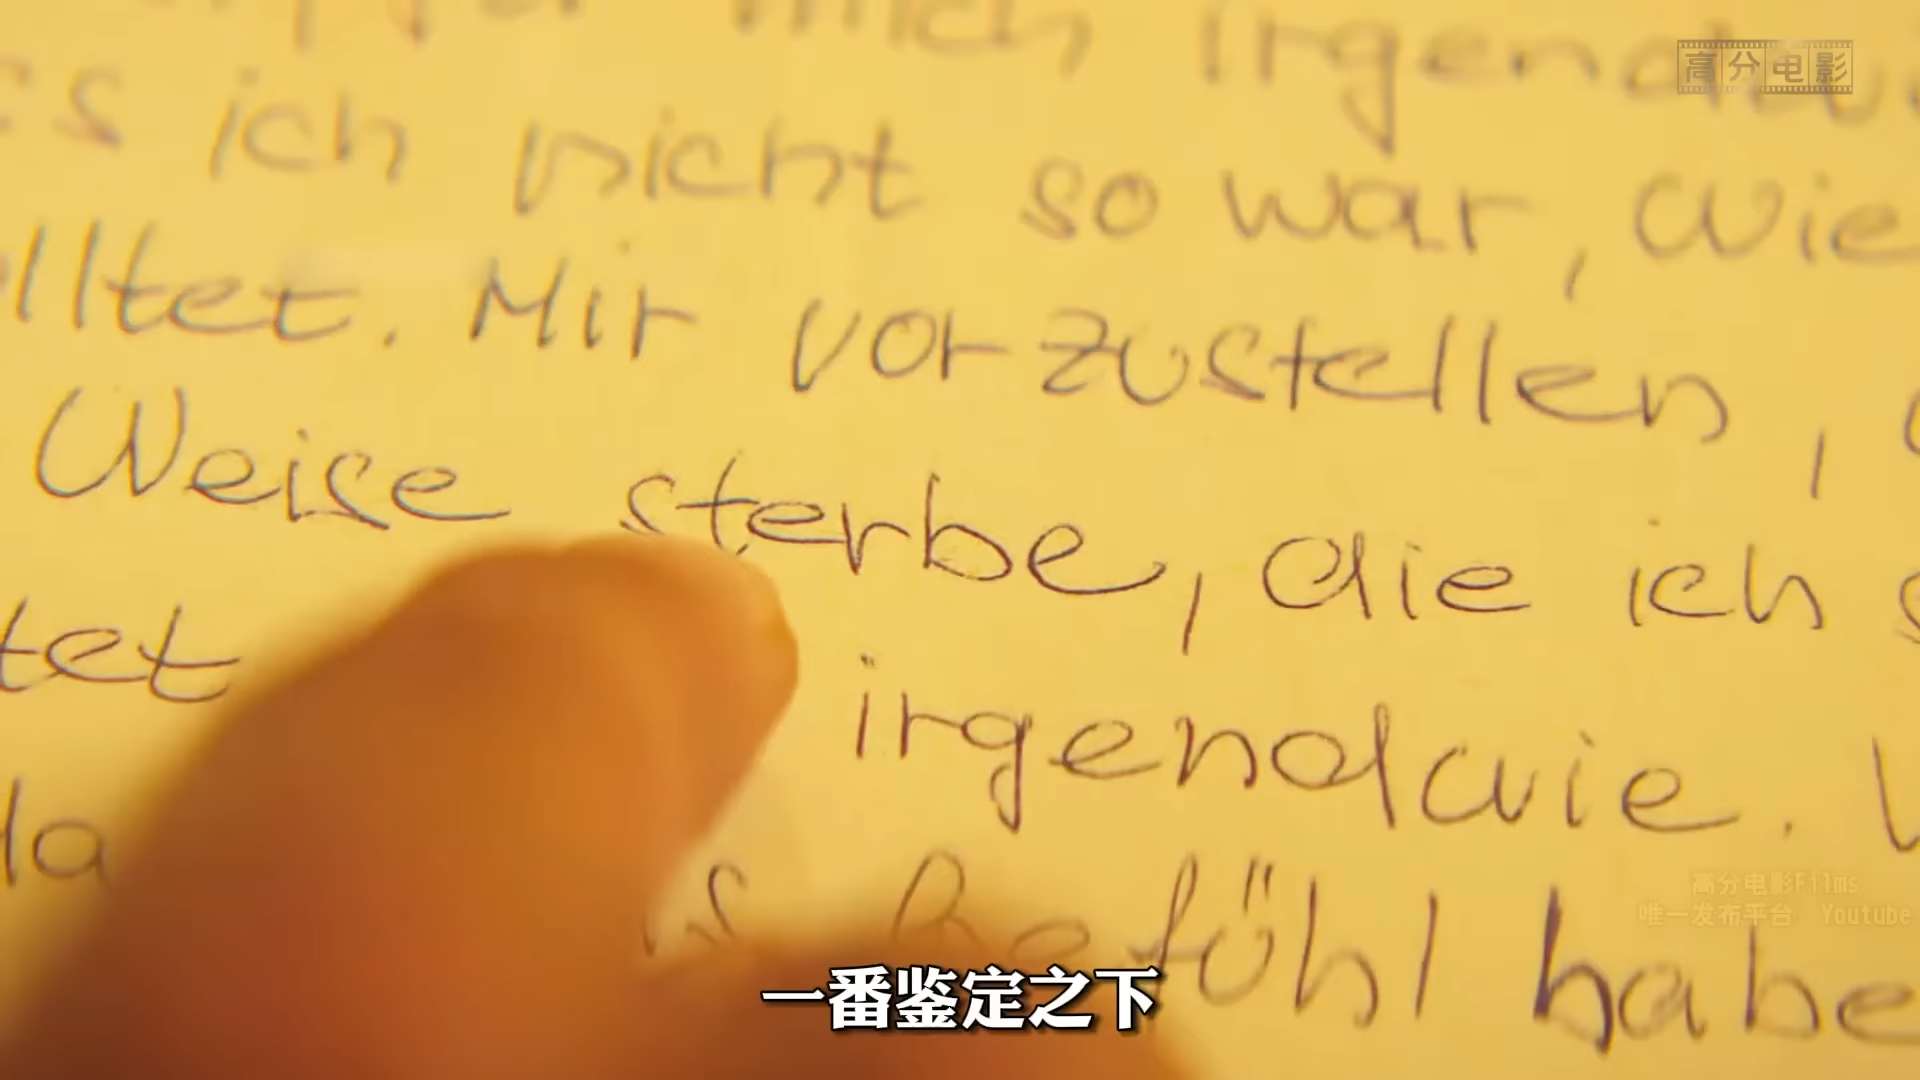 mich
高分电影
ich nicht so war, wie
lltet. Mir vorzustellen,
Weise sterbe, die ich
tet irgendwie.
高分电影Films
唯一发布平台 Youtube
Gefühl habe
一番鉴定之下